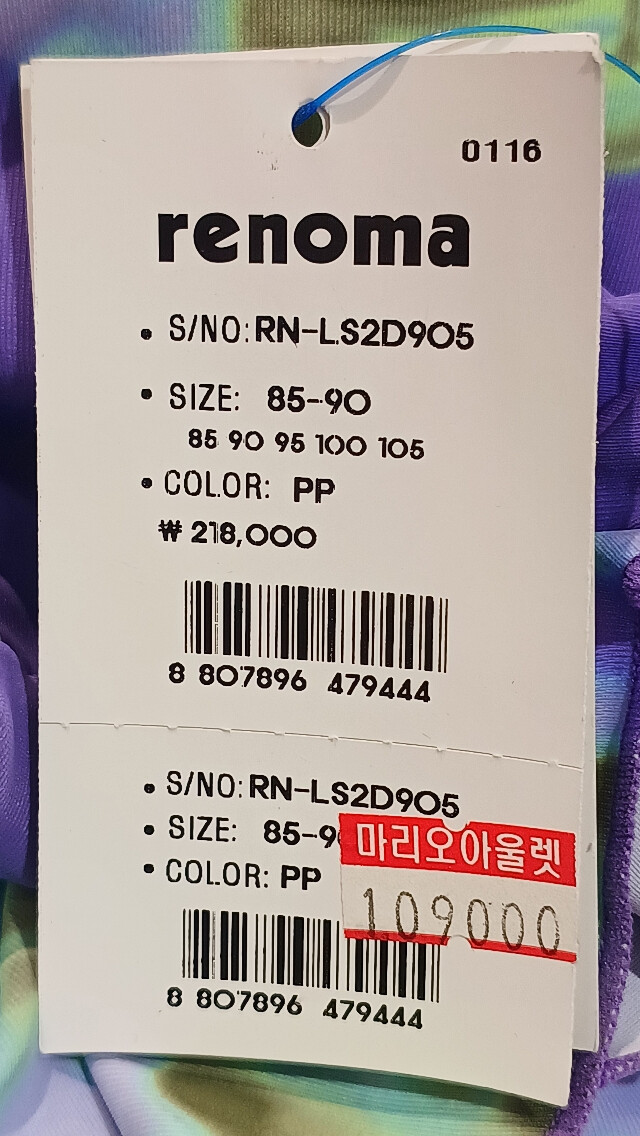 0116
renoma
• S/NO: RN-LS2D905
• SIZE: 85-90
85 90 95 100 105
• COLOR: PP
₩ 218,000
8 807896 479444
• S/NO: RN-LS2D905
• SIZE: 85-9
마리오아울렛
• COLOR: PP
109000
8 807896 479444